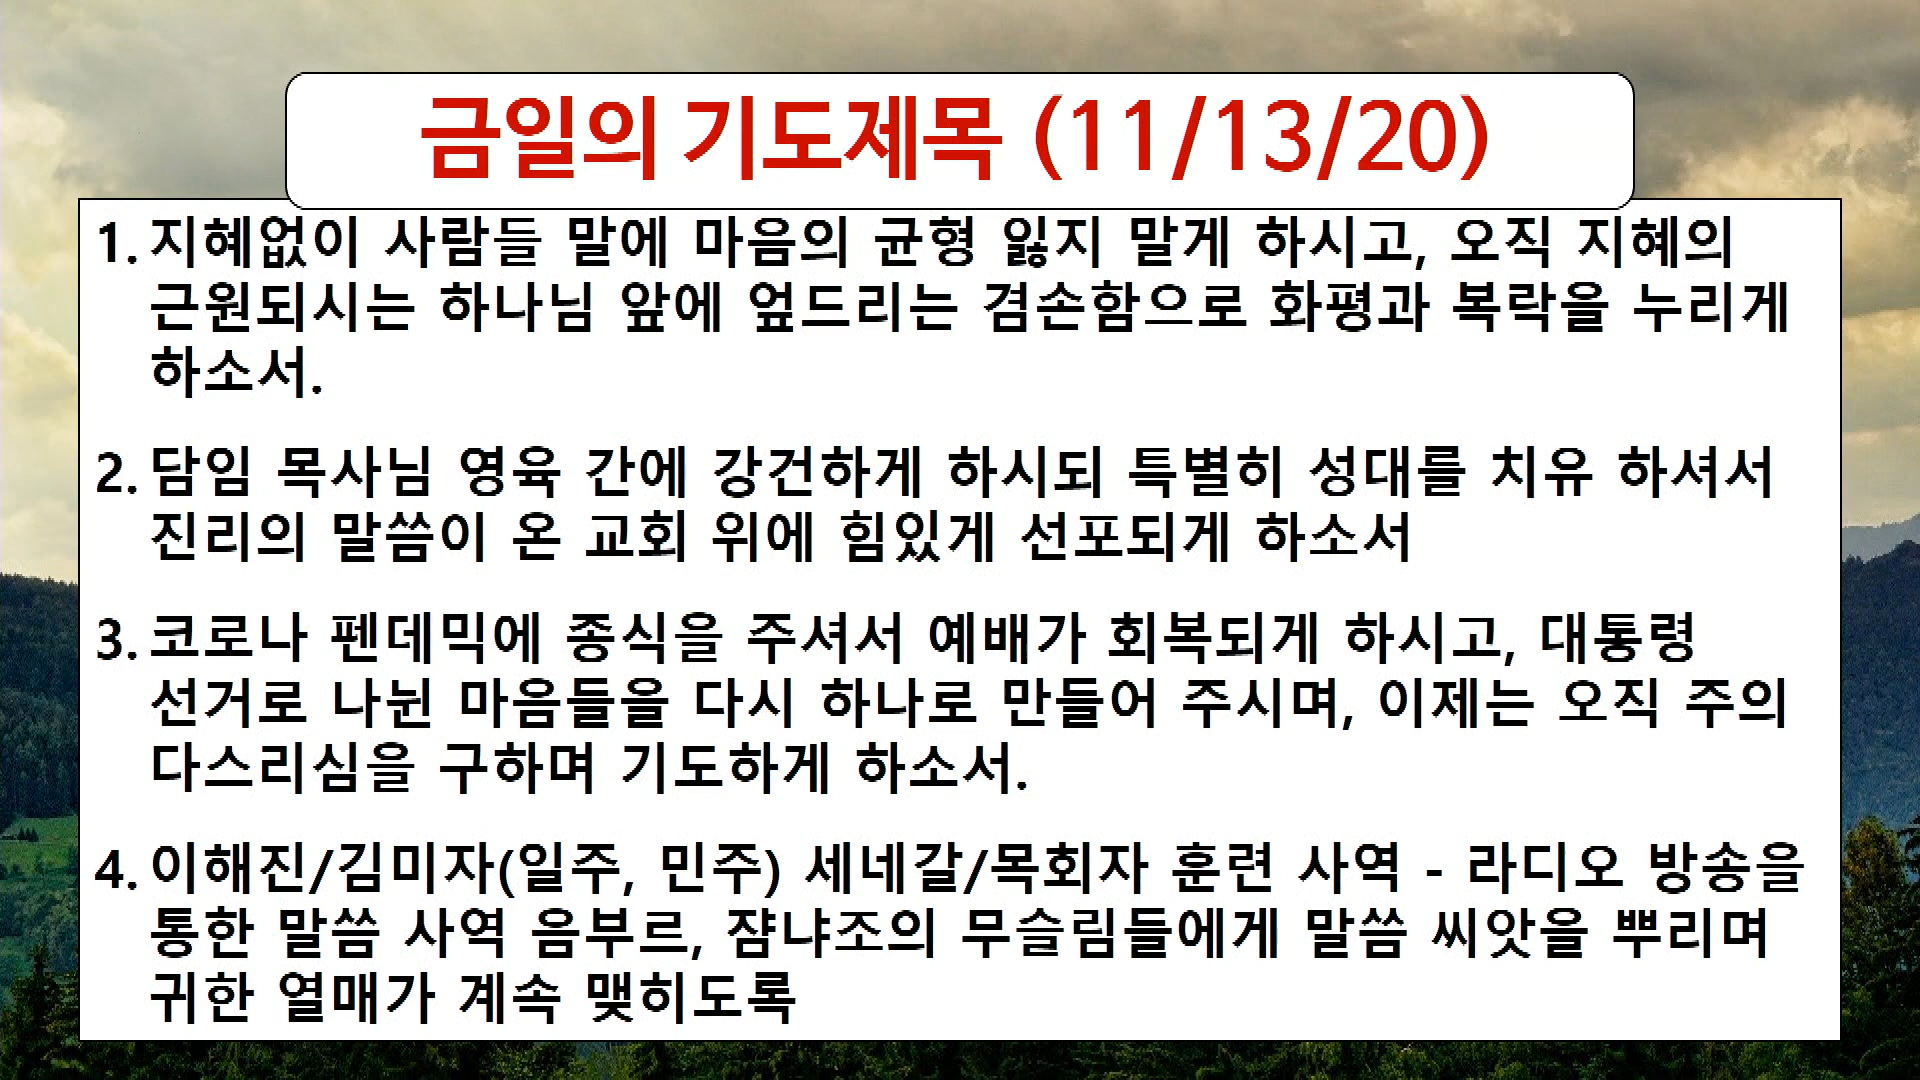 금일의 기도제목 (11/13/20)
1. 지혜없이 사람들 말에 마음의 균형 잃지 말게 하시고, 오직 지혜의
근원되시는 하나님 앞에 엎드리는 겸손함으로 화평과 복락을 누리게
하소서.
2. 담임 목사님 영육 간에 강건하게 하시되 특별히 성대를 치유 하셔서
진리의 말씀이 온 교회 위에 힘있게 선포되게 하소서
3. 코로나 펜데믹에 종식을 주셔서 예배가 회복되게 하시고, 대통령
선거로 나뉜 마음들을 다시 하나로 만들어 주시며, 이제는 오직 주의
다스리심을 구하며 기도하게 하소서.
4. 이해진/김미자(일주, 민주) 세네갈/목회자 훈련 사역 - 라디오 방송을
통한 말씀 사역 음부르, 쟘냐조의 무슬림들에게 말씀 씨앗을 뿌리며
귀한 열매가 계속 맺히도록